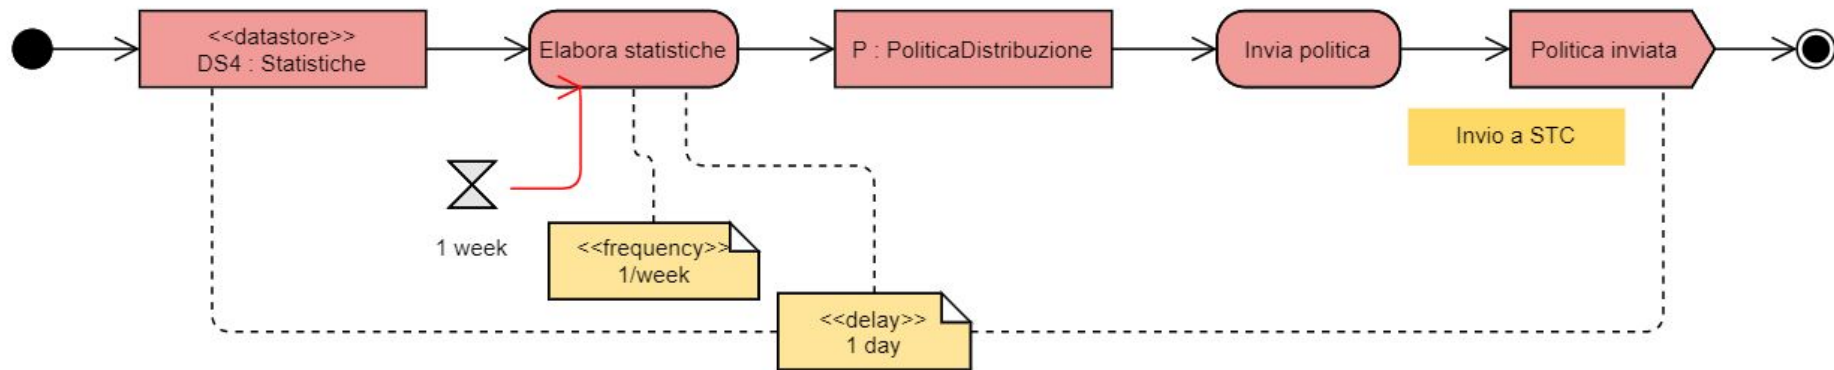 <<datastore>>
DS4 : Statistiche
Elabora statistiche
P : PoliticaDistribuzione
Invia politica
Politica inviata
Invio a STC
1 week
<<frequency>>
1/week
<<delay>>
1 day